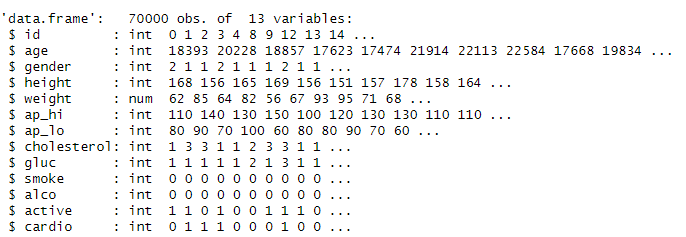 'data.frame':   70000 obs. of  13 variables:
 $ id         : int  0 1 2 3 4 8 9 12 13 14 ...
 $ age        : int  18393 20228 18857 17623 17474 21914 22113 22584 17668 19834 ...
 $ gender     : int  2 1 1 2 1 1 1 2 1 1 ...
 $ height     : int  168 156 165 169 156 151 157 178 158 164 ...
 $ weight     : num  62 85 64 82 56 67 93 95 71 68 ...
 $ ap_hi      : int  110 140 130 150 100 120 130 130 110 110 ...
 $ ap_lo      : int  80 90 70 100 60 80 80 90 70 60 ...
 $ cholesterol: int  1 3 3 1 1 2 3 3 1 1 ...
 $ gluc       : int  1 1 1 1 1 2 1 3 1 1 ...
 $ smoke      : int  0 0 0 0 0 0 0 0 0 0 ...
 $ alco       : int  0 0 0 0 0 0 0 0 0 0 ...
 $ active     : int  1 1 0 1 0 0 1 1 1 0 ...
 $ cardio     : int  0 1 1 1 0 0 0 1 0 0 ...